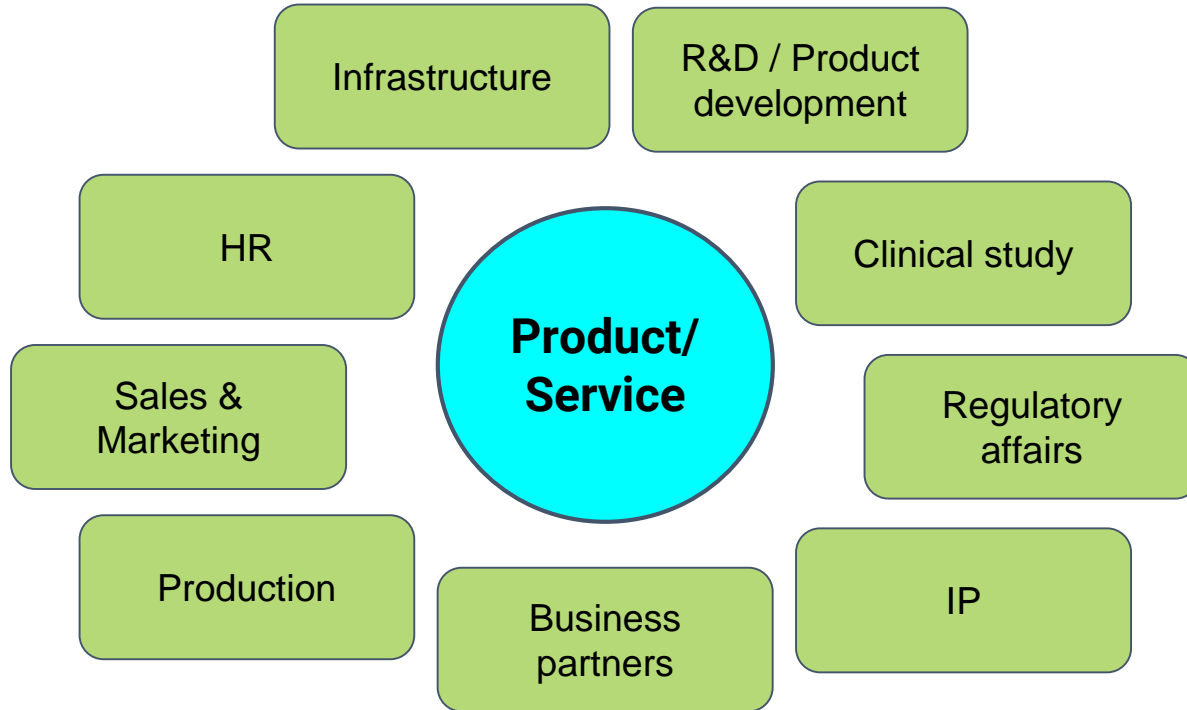 Infrastructure
R&D / Product
development
HR
Clinical study
Product/
Service
Sales &
Marketing
Regulatory
affairs
Production
Business
partners
IP